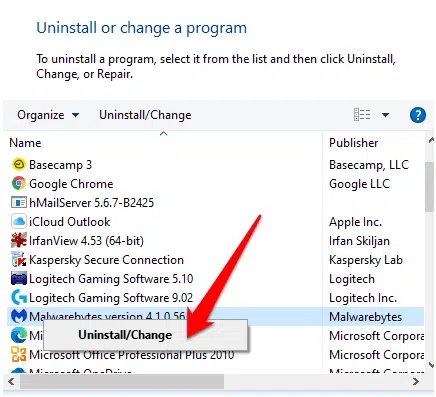 Uninstall or change a program
To uninstall a program, select it from the list and then click Uninstall,
Change, or Repair.
Organize Uninstall/Change
Name Publisher
Basecamp 3 Basecamp, LLC
Google Chrome Google LLC
hMailServer 5.6.7-B2425
iCloud Outlook Apple Inc.
IrfanView 4.53 (64-bit) Irfan Skiljan
Kaspersky Secure Connection Kaspersky Lab
Logitech Gaming Software 5.10 Logitech
Logitech Gaming Software 9.02 Logitech Inc.
Malwarebytes version 4.1.0.56 Malwarebytes
Uninstall/Change
Mi Microsoft Corpora
Microsoft Office Professional Plus 2010 Microsoft Corpora
Microsoft OneDrive Microsoft Corpora